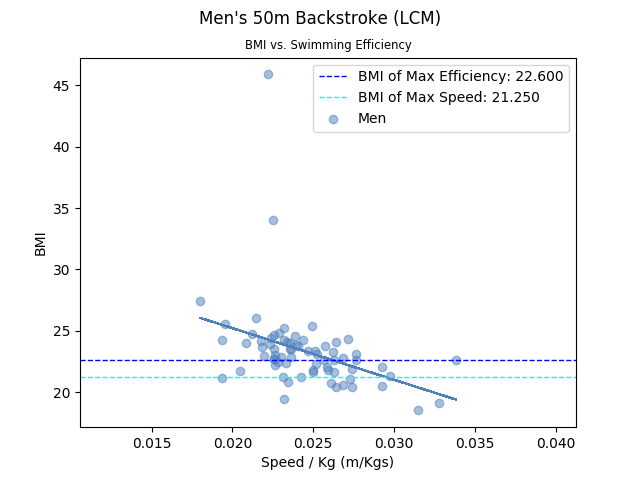 Men's 50m Backstroke (LCM)
BMI vs. Swimming Efficiency
BMI of Max Efficiency: 22.600
BMI of Max Speed: 21.250
Men
45
40
35
30
25
20
BMI
0.015 0.020 0.025 0.030 0.035 0.040
Speed / Kg (m/Kgs)